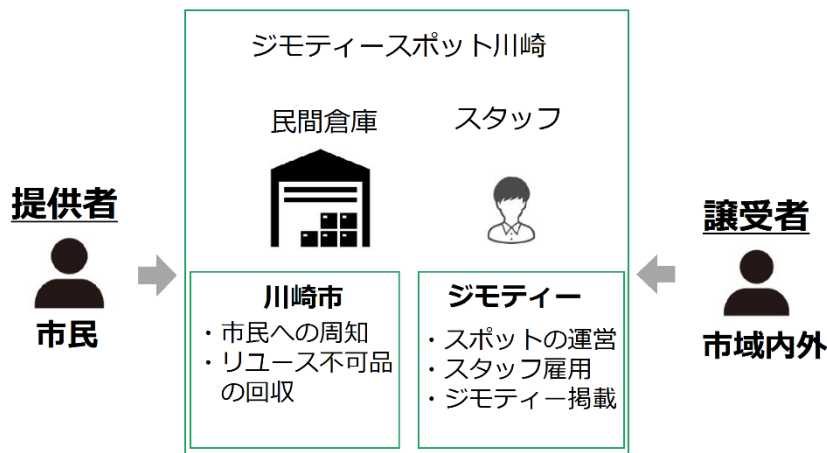 ジモティースポット川崎
民間倉庫
スタッフ
提供者
市民
川崎市
・市民への周知
・リユース不可品
の回収
ジモティー
・スポットの運営
・スタッフ雇用
・ジモティー掲載
譲受者
市域内外